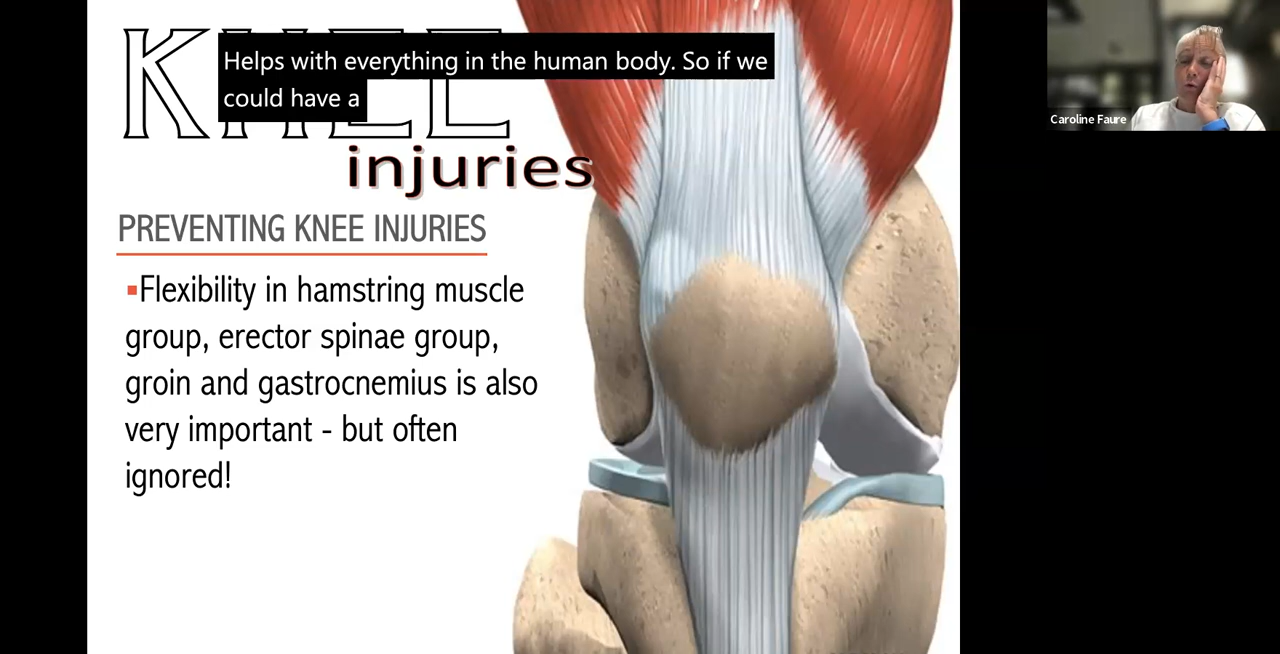 KNEE
Helps with everything in the human body. So if we
could have a
injuries
PREVENTING KNEE INJURIES
▪Flexibility in hamstring muscle
group, erector spinae group,
groin and gastrocnemius is also
very important - but often
ignored!
Caroline Faure